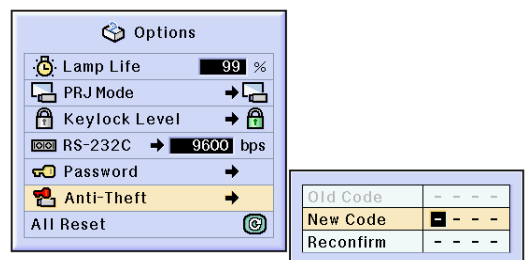 Options
Lamp Life 99 %
PRJ Mode
Keylock Level
RS-232C 9600 bps
Password
Anti-Theft
All Reset
Old Code - - - -
New Code - - - -
Reconfirm - - - -